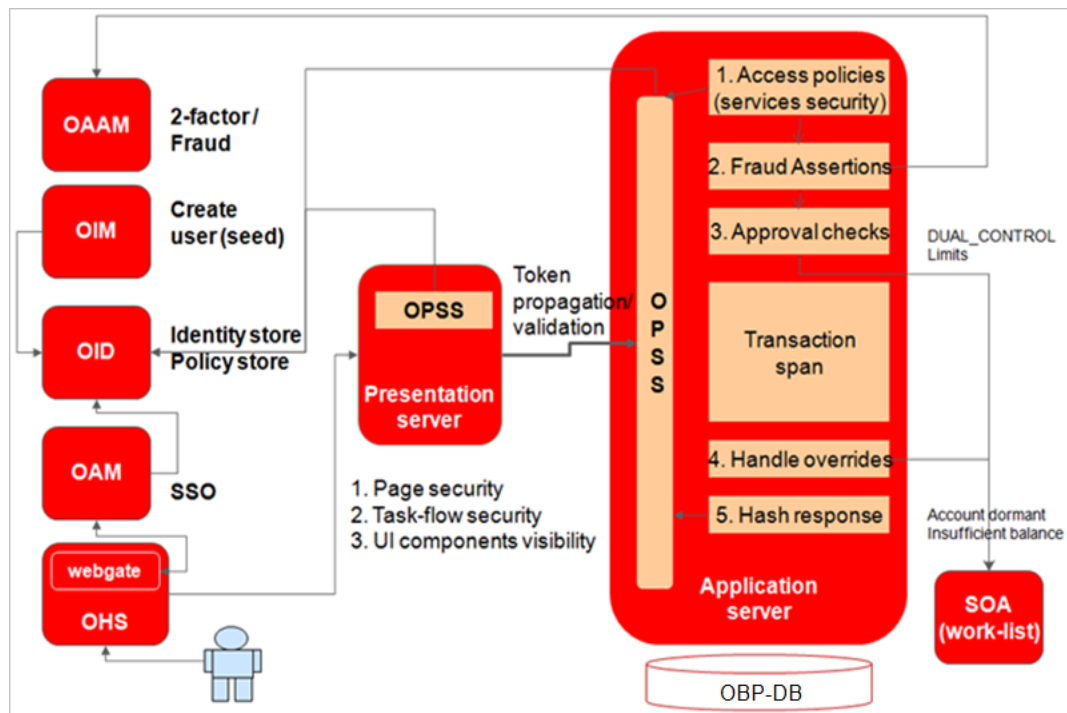 OAAM
2-factor /
Fraud
OIM
Create
user (seed)
OID
Identity store
Policy store
OAM
SSO
webgate
OHS
OPSS
Presentation
server
1. Page security
2. Task-flow security
3. UI components visibility
Token
propagation/
validation
O
P
S
S
1. Access policies
(services security)
2. Fraud Assertions
3. Approval checks
Transaction
span
4. Handle overrides
5. Hash response
Application
server
OBP-DB
DUAL_CONTROL
Limits
Account dormant
Insufficient balance
SOA
(work-list)